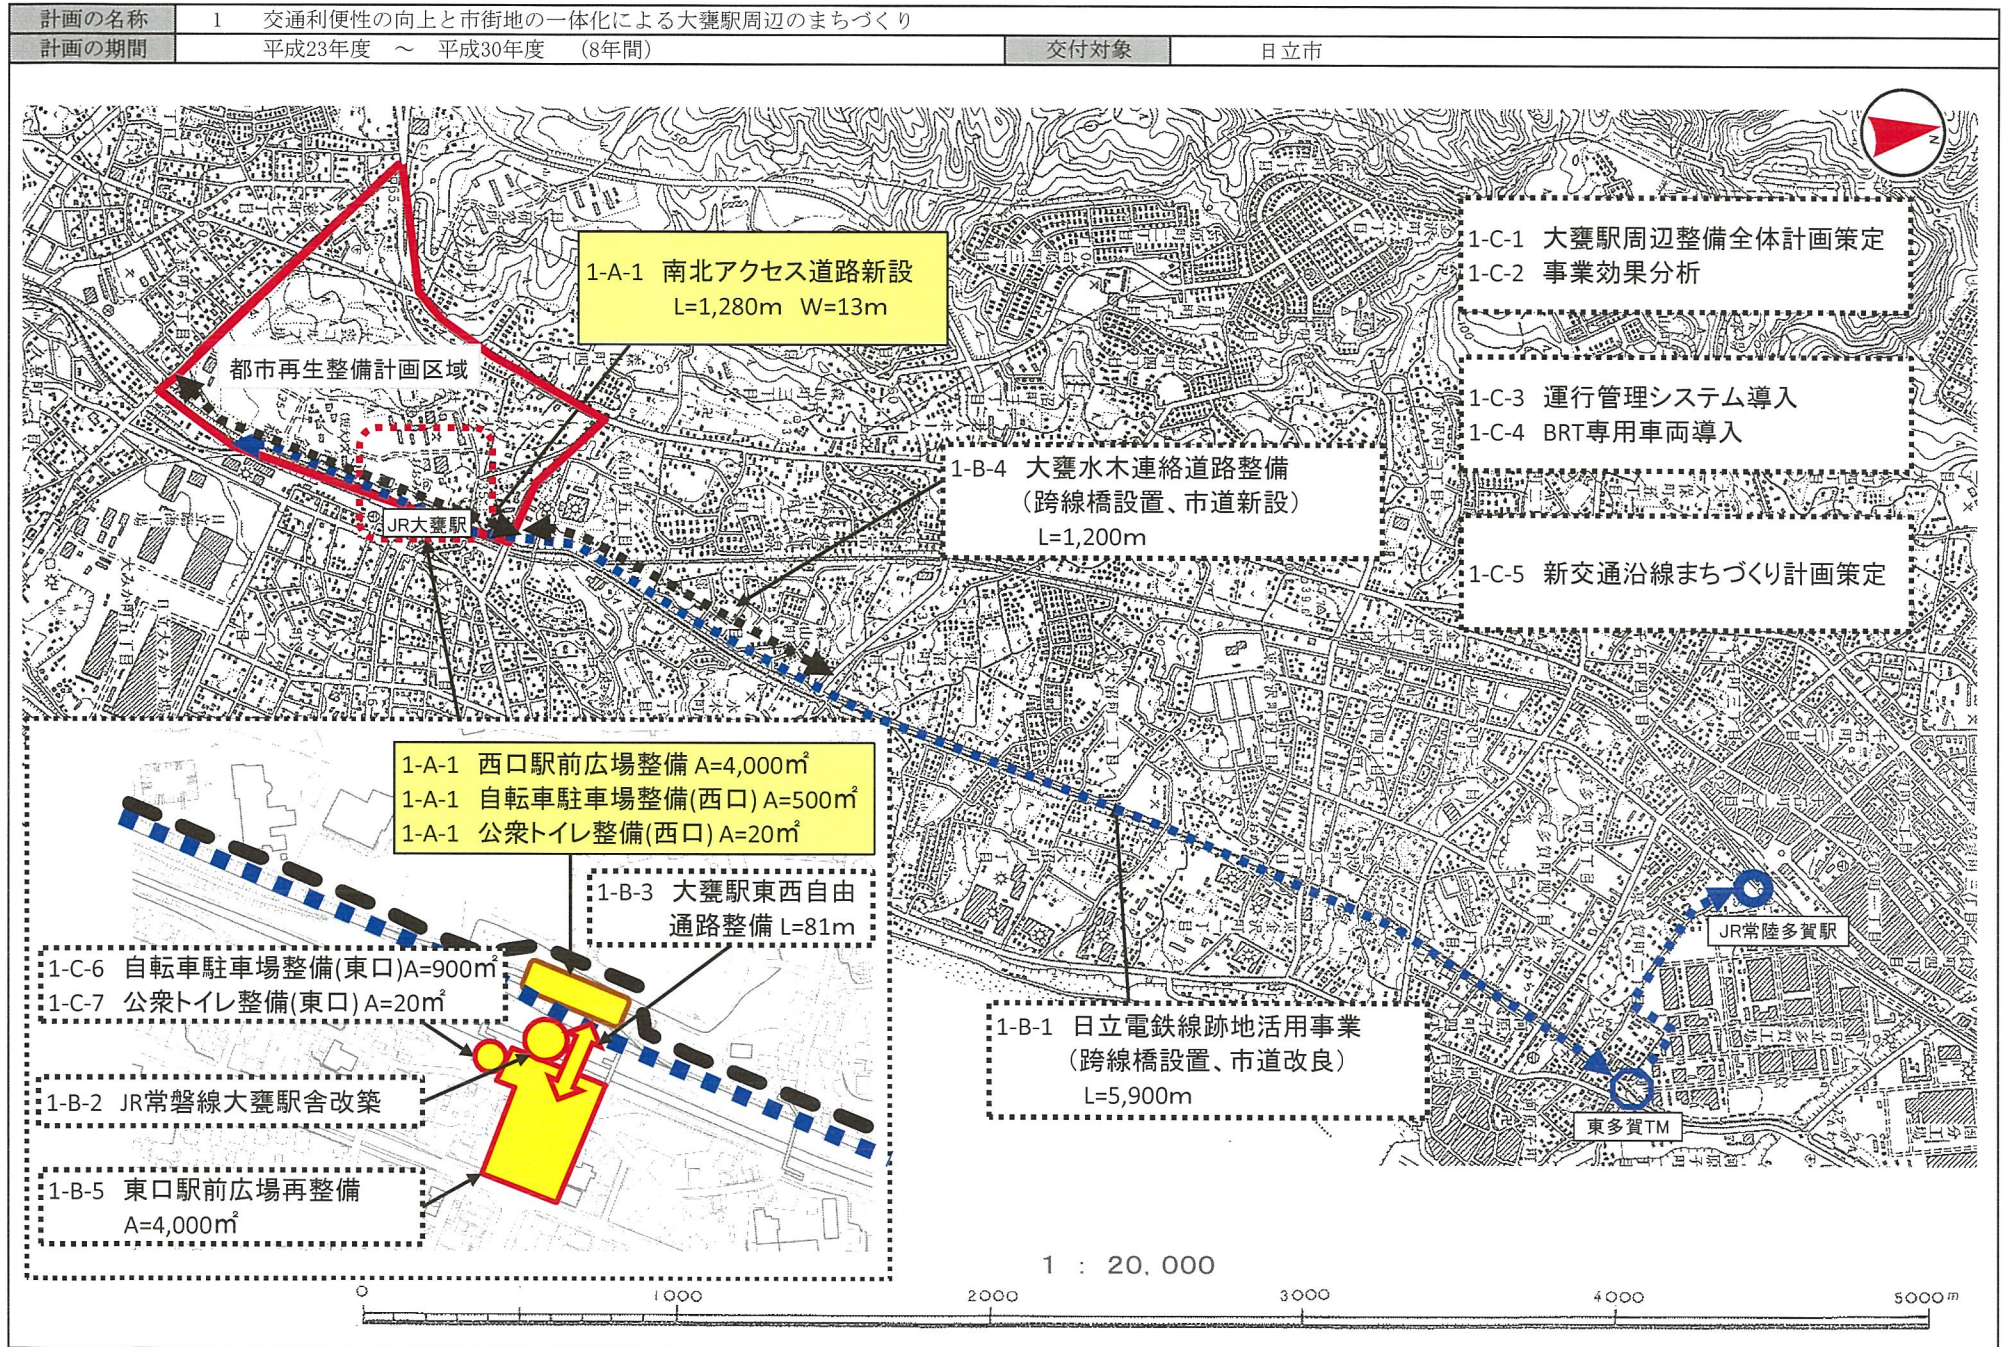 計画の名称 1 交通利便性の向上と市街地の一体化による大甕駅周辺のまちづくり
計画の期間 平成23年度 ～ 平成30年度 (8年間) 交付対象 日立市
N
1-A-1 南北アクセス道路新設
L=1,280m W=13m
1-C-1 大甕駅周辺整備全体計画策定
1-C-2 事業効果分析
都市再生整備計画区域
1-C-3 運行管理システム導入
1-C-4 BRT専用車両導入
1-B-4 大甕水木連絡道路整備
（跨線橋設置、市道新設）
L=1,200m
JR大甕駅
1-C-5 新交通沿線まちづくり計画策定
1-A-1 西口駅前広場整備 A=4,000㎡
1-A-1 自転車駐車場整備(西口) A=500㎡
1-A-1 公衆トイレ整備(西口) A=20㎡
1-B-3 大甕駅東西自由
通路整備 L=81m
JR常陸多賀駅
1-C-6 自転車駐車場整備(東口)A=900㎡
1-C-7 公衆トイレ整備(東口) A=20㎡
1-B-1 日立電鉄線跡地活用事業
（跨線橋設置、市道改良）
L=5,900m
1-B-2 JR常磐線大甕駅舎改築
東多賀TM
1-B-5 東口駅前広場再整備
A=4,000㎡
1 : 20,000
0 1000 2000 3000 4000 5000m